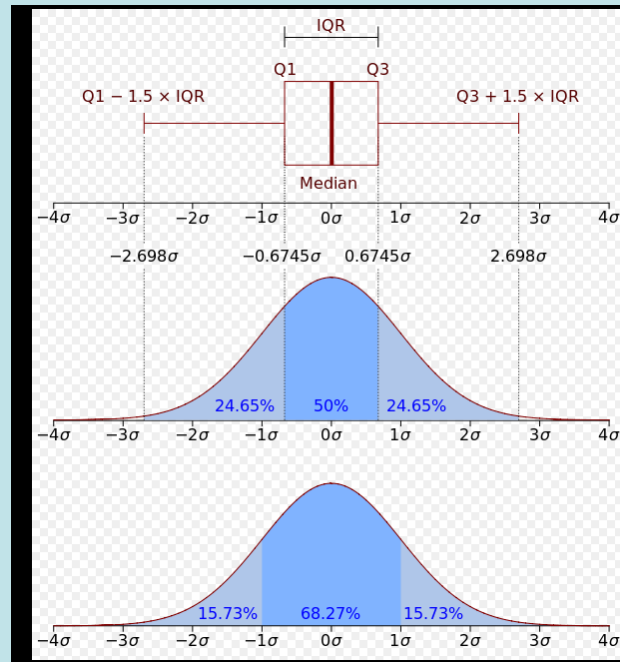 IQR
Q1 Q3
Q1 − 1.5 × IQR Q3 + 1.5 × IQR
Median
−4σ −3σ −2σ −1σ 0σ 1σ 2σ 3σ 4σ
−2.698σ −0.6745σ 0.6745σ 2.698σ
24.65% 50% 24.65%
−4σ −3σ −2σ −1σ 0σ 1σ 2σ 3σ 4σ
15.73% 68.27% 15.73%
−4σ −3σ −2σ −1σ 0σ 1σ 2σ 3σ 4σ